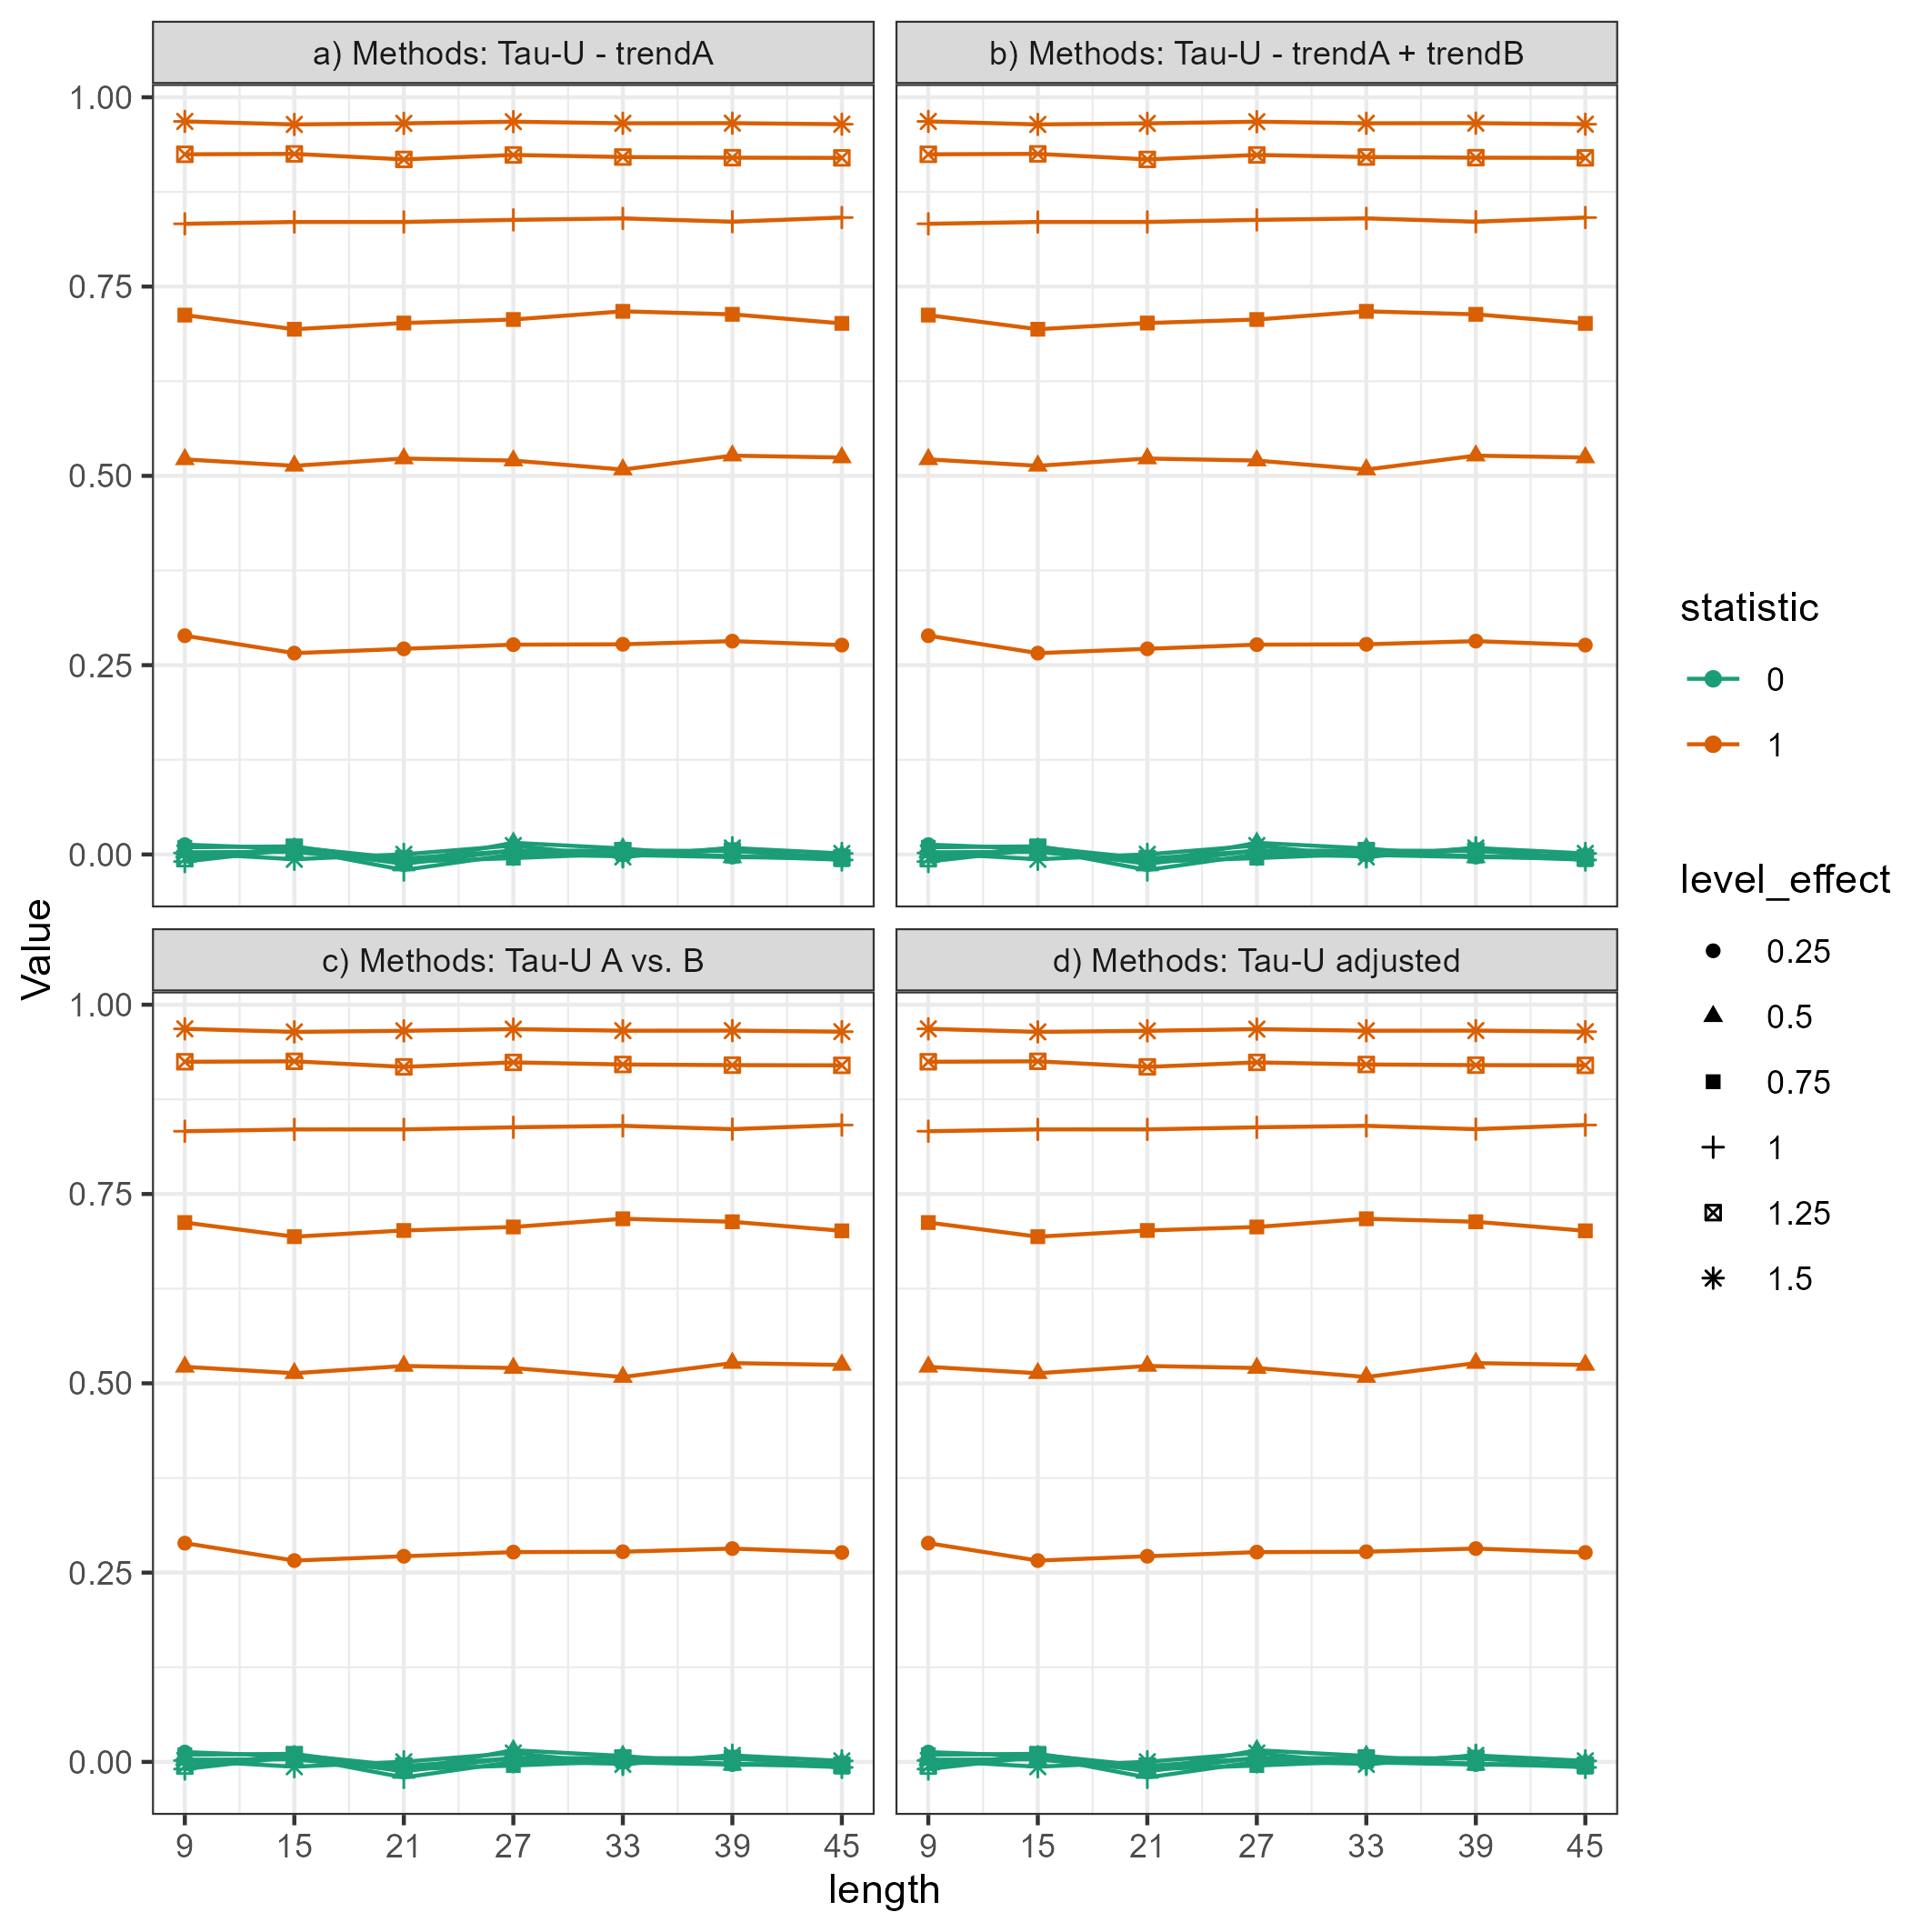 a) Methods: Tau-U - trendA
b) Methods: Tau-U - trendA + trendB
1.00
0.75
0.50
0.25
0.00
c) Methods: Tau-U A vs. B
d) Methods: Tau-U adjusted
1.00
0.75
0.50
0.25
0.00
9 15 21 27 33 39 45
9 15 21 27 33 39 45
length
Value
statistic
0
1
level_effect
0.25
0.5
0.75
1
1.25
1.5